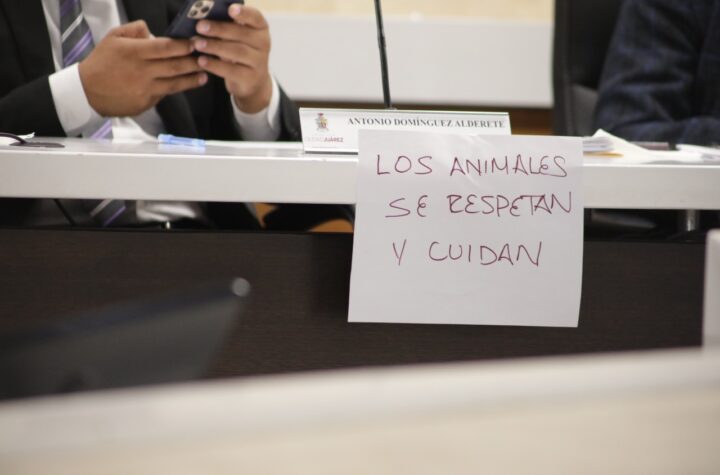 ANTONIO DOMÍNGUEZ ALDERETE
LOS ANIMALES
SE RESPETAN
Y CUIDAN